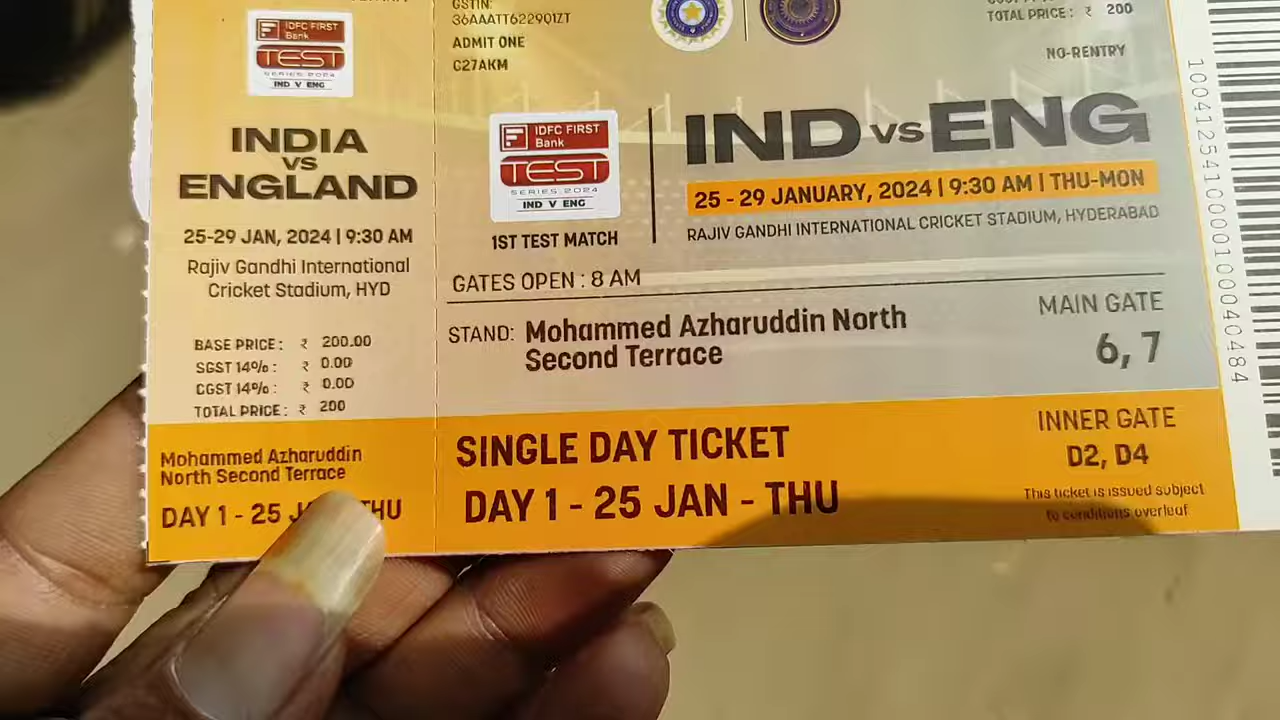 IDFC FIRST
Bank
TEST
SERIES 2024
IND V ENG
INDIA
VS
ENGLAND
25-29 JAN, 2024 | 9:30 AM
Rajiv Gandhi International
Cricket Stadium, HYD
BASE PRICE : ₹ 200.00
SGST 14% : ₹ 0.00
CGST 14% : ₹ 0.00
TOTAL PRICE : ₹ 200
Mohammed Azharuddin
North Second Terrace
DAY 1 - 25 THU
GSTIN:
36AAATT6229Q1ZT
ADMIT ONE
C27AKM
TOTAL PRICE : ₹ 200
NO-RENTRY
IDFC FIRST
Bank
TEST
SERIES 2024
IND V ENG
1ST TEST MATCH
IND VS ENG
25 - 29 JANUARY, 2024 | 9:30 AM | THU-MON
RAJIV GANDHI INTERNATIONAL CRICKET STADIUM, HYDERABAD
GATES OPEN : 8 AM
STAND: Mohammed Azharuddin North
Second Terrace
MAIN GATE
6, 7
SINGLE DAY TICKET
DAY 1 - 25 JAN - THU
INNER GATE
D2, D4
This ticket is issued subject
to conditions overleaf
10041254100001000404​84